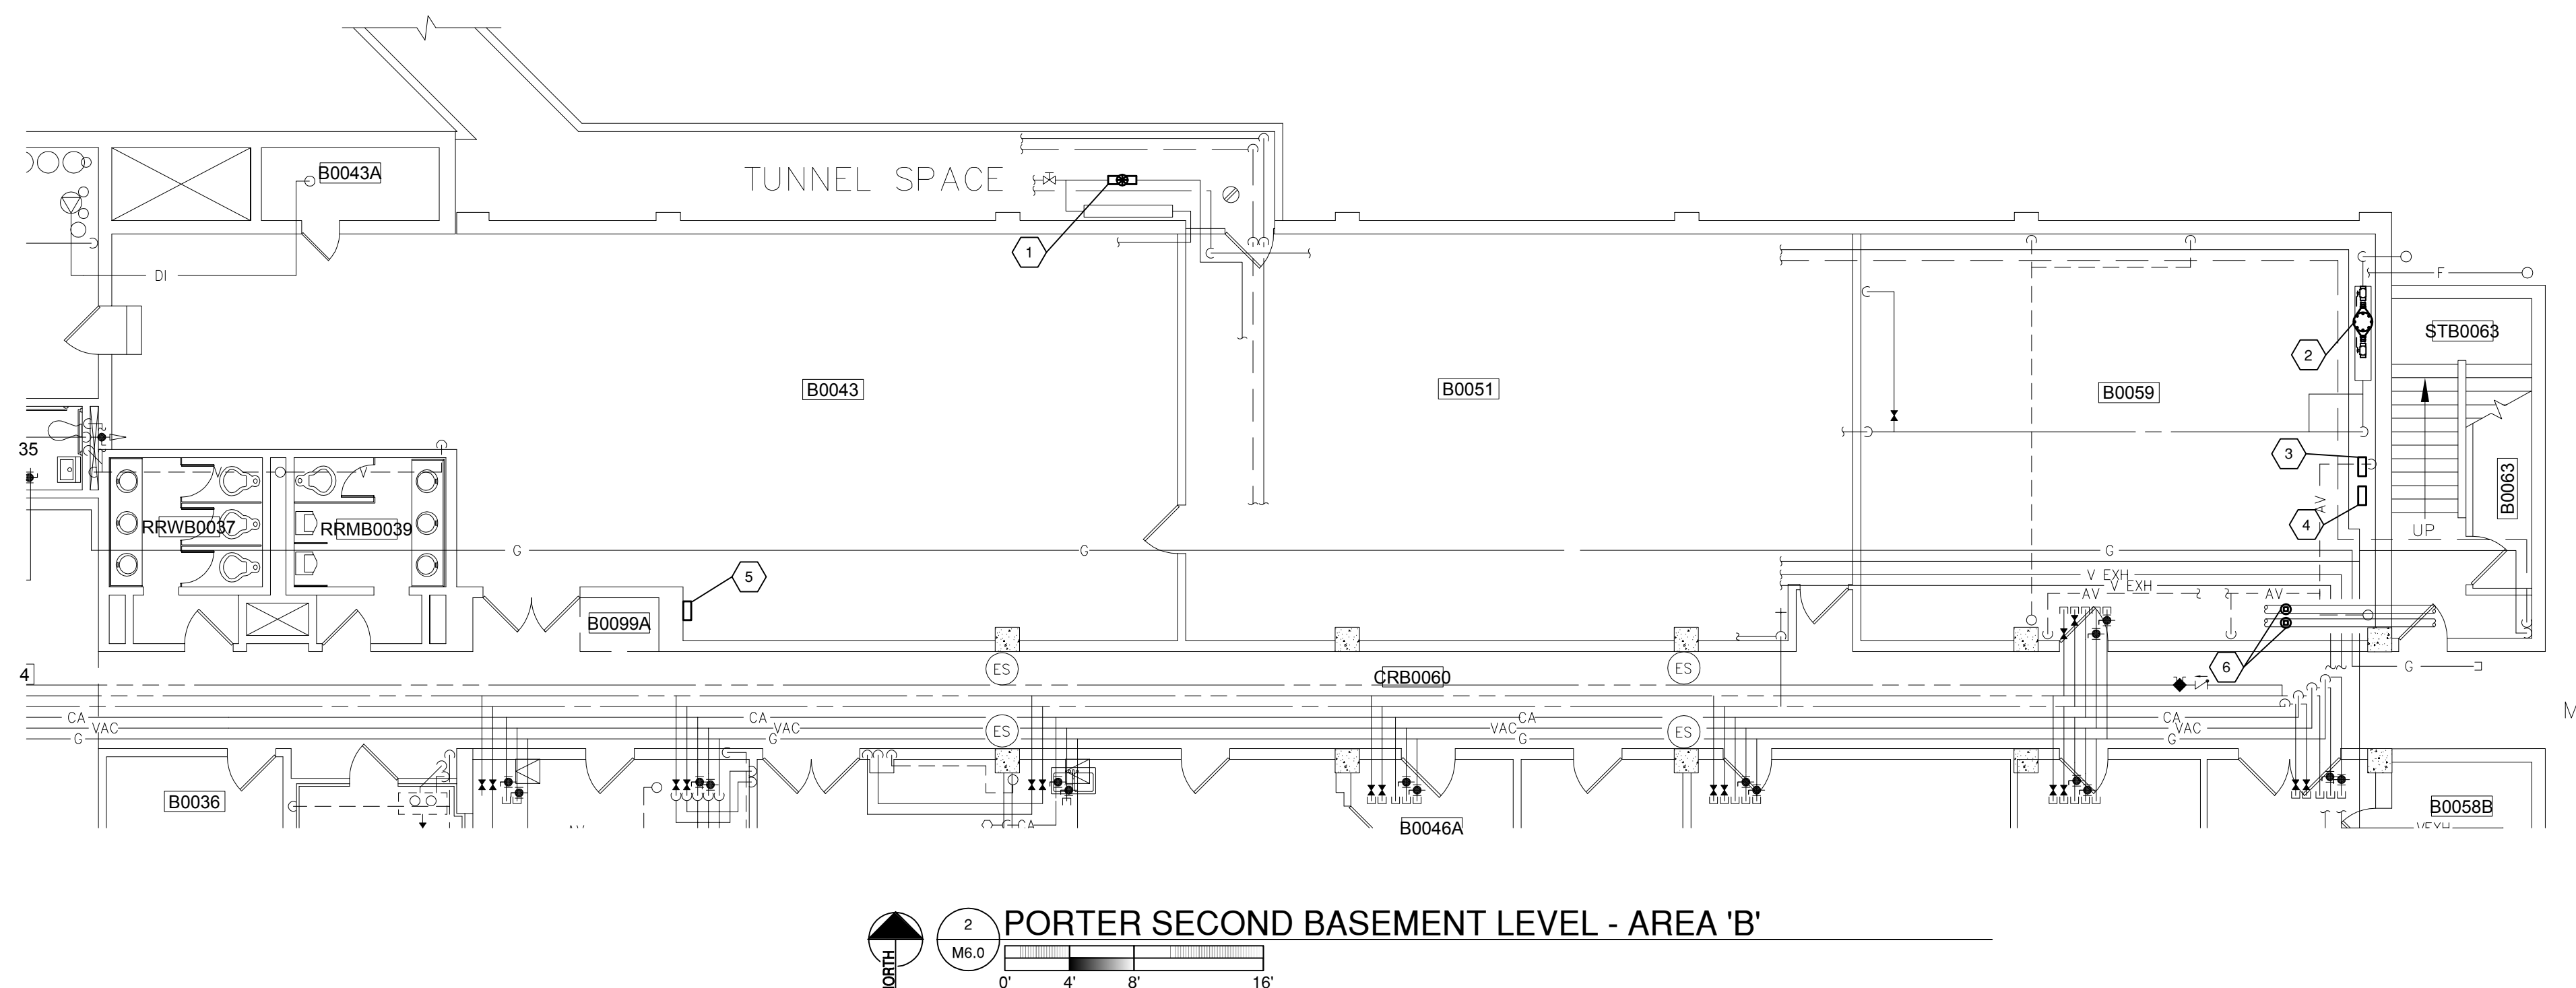 TUNNEL SPACE
B0043A
1
DI
F
STB0063
2
B0043
B0051
B0059
35
V
V
3
B0063
AV
4
RRWB0037
RRMB0039
UP
G
G
G
5
V EXH
V EXH
AV
AV
B0099A
6
ES
ES
G
4
CRB0060
CA
CA
CA
CA
VAC
VAC
VAC
VAC
ES
ES
G
G
G
G
M
B0036
B0058B
G
CA
B0046A
2
PORTER SECOND BASEMENT LEVEL - AREA 'B'
M6.0
NORTH
0' 4' 8' 16'